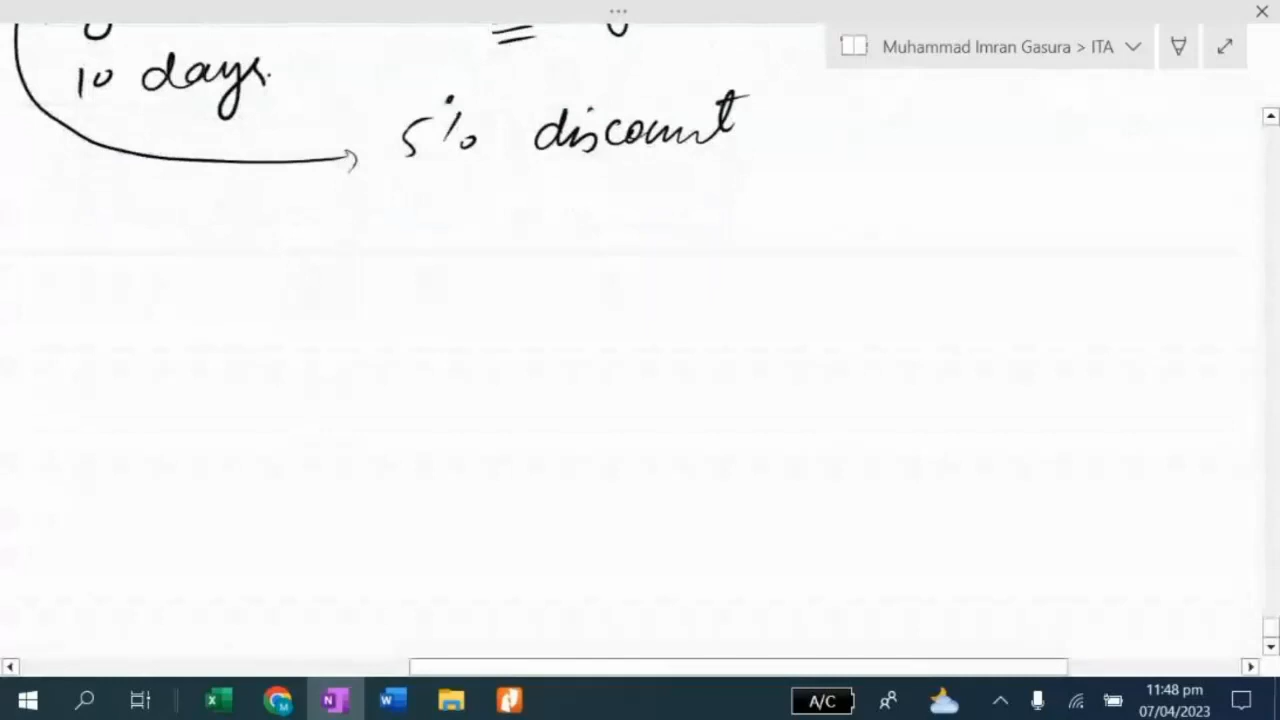 Muhammad Imran Gasura > ITA
10 days.
5% discount
A/C
11:48 pm
07/04/2023